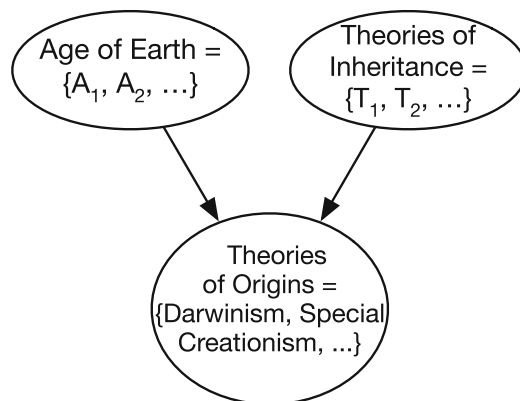 Age of Earth =
{A₁, A₂, …}
Theories of
Inheritance =
{T₁, T₂, …}
Theories
of Origins =
{Darwinism, Special
Creationism, ...}